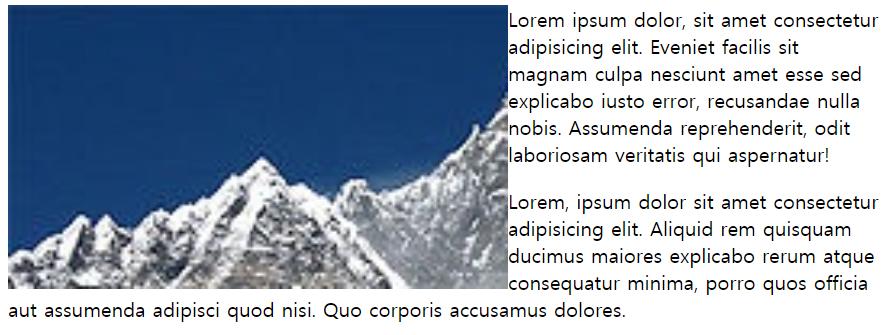 Lorem ipsum dolor, sit amet consectetur
adipisicing elit. Eveniet facilis sit
magnam culpa nesciunt amet esse sed
explicabo iusto error, recusandae nulla
nobis. Assumenda reprehenderit, odit
laboriosam veritatis qui aspernatur!
Lorem, ipsum dolor sit amet consectetur
adipisicing elit. Aliquid rem quisquam
ducimus maiores explicabo rerum atque
consequatur minima, porro quos officia
aut assumenda adipisci quod nisi. Quo corporis accusamus dolores.